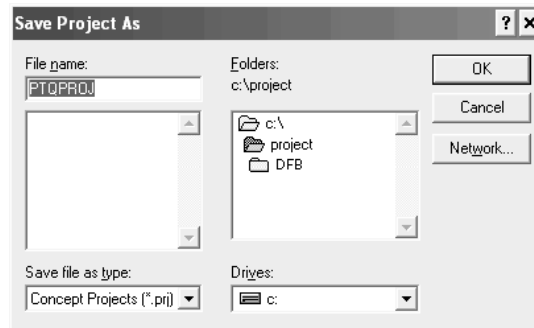 Save Project As
File name:
PTQPROJ
Folders:
c:\project
c:\
project
DFB
OK
Cancel
Network...
Save file as type:
Concept Projects (*.prj)
Drives:
c: